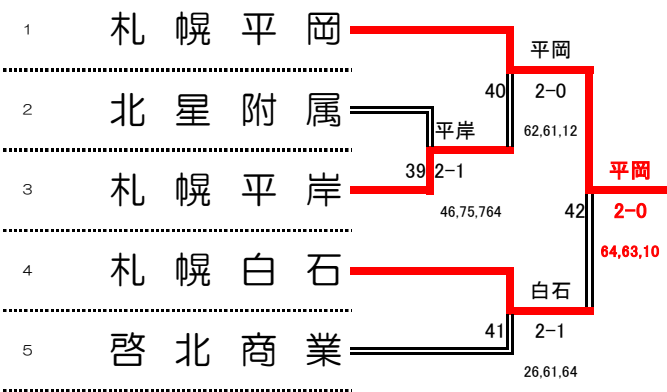 1 札幌平岡
平岡
40 2-0
2 北星附属
平岸
62,61,12
39 2-1
平岡
3 札幌平岸
46,75,764
42 2-0
64,63,10
4 札幌白石
白石
41 2-1
5 啓北商業
26,61,64